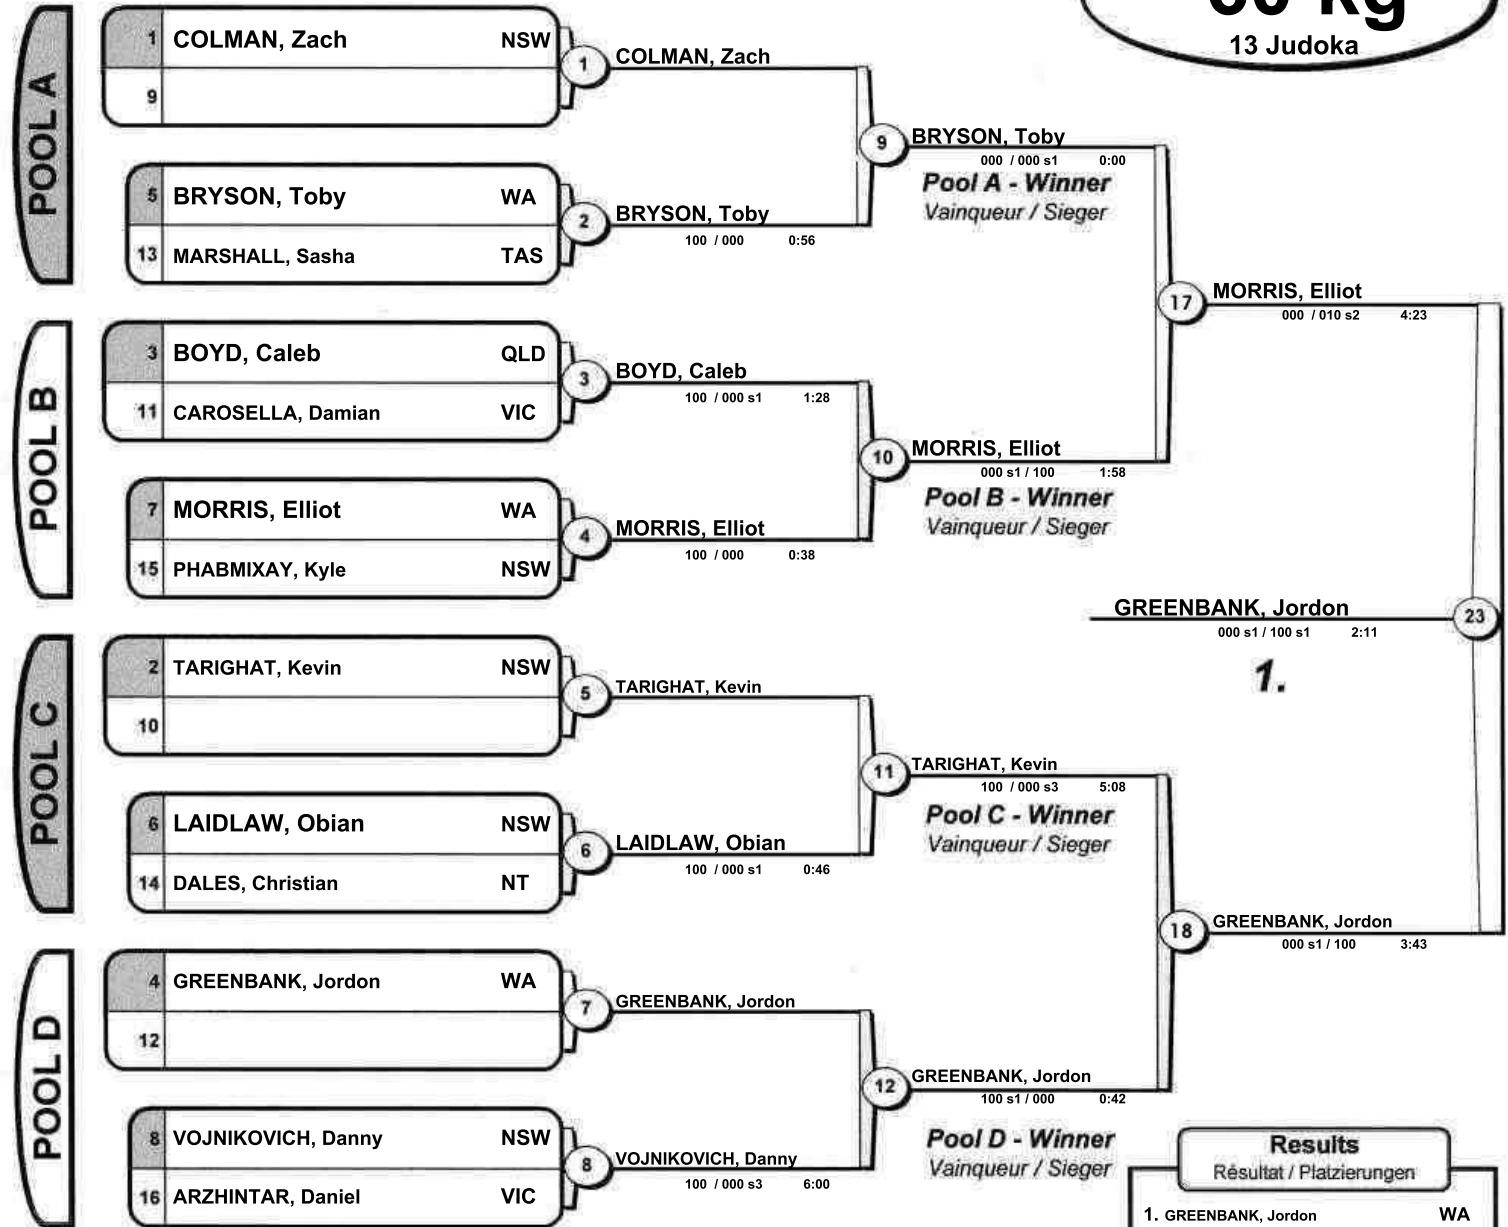 60 kg
13 Judoka
POOL A
1 COLMAN, Zach NSW
9
1 COLMAN, Zach
5 BRYSON, Toby WA
13 MARSHALL, Sasha TAS
2 BRYSON, Toby
100 / 000 0:56
9 BRYSON, Toby
000 / 000 s1 0:00
Pool A - Winner
Vainqueur / Sieger
POOL B
3 BOYD, Caleb QLD
11 CAROSELLA, Damian VIC
3 BOYD, Caleb
100 / 000 s1 1:28
7 MORRIS, Elliot WA
15 PHABMIXAY, Kyle NSW
4 MORRIS, Elliot
100 / 000 0:38
10 MORRIS, Elliot
000 s1 / 100 1:58
Pool B - Winner
Vainqueur / Sieger
17 MORRIS, Elliot
000 / 010 s2 4:23
GREENBANK, Jordon 23
000 s1 / 100 s1 2:11
1.
POOL C
2 TARIGHAT, Kevin NSW
10
5 TARIGHAT, Kevin
6 LAIDLAW, Obian NSW
14 DALES, Christian NT
6 LAIDLAW, Obian
100 / 000 s1 0:46
11 TARIGHAT, Kevin
100 / 000 s3 5:08
Pool C - Winner
Vainqueur / Sieger
POOL D
4 GREENBANK, Jordon WA
12
7 GREENBANK, Jordon
8 VOJNIKOVICH, Danny NSW
16 ARZHINTAR, Daniel VIC
8 VOJNIKOVICH, Danny
100 / 000 s3 6:00
12 GREENBANK, Jordon
100 s1 / 000 0:42
Pool D - Winner
Vainqueur / Sieger
18 GREENBANK, Jordon
000 s1 / 100 3:43
Results
Résultat / Platzierungen
1. GREENBANK, Jordon WA